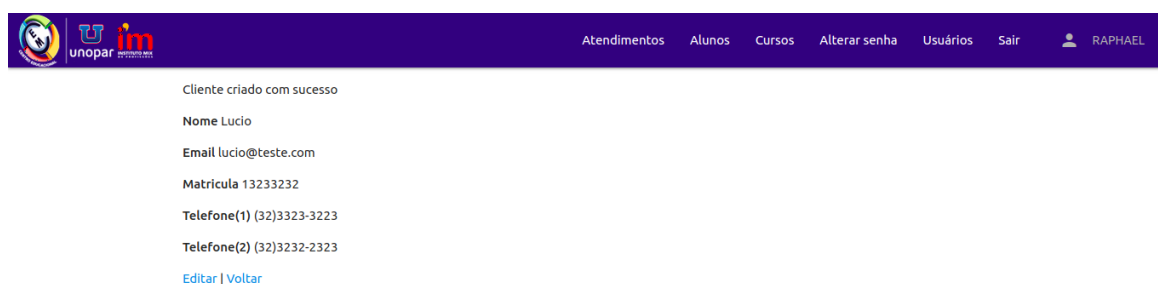 unopar INSTITUTO MIX Atendimentos Alunos Cursos Alterar senha Usuários Sair RAPHAEL
Cliente criado com sucesso
Nome Lucio
Email lucio@teste.com
Matricula 13233232
Telefone(1) (32)3323-3223
Telefone(2) (32)3232-2323
Editar | Voltar